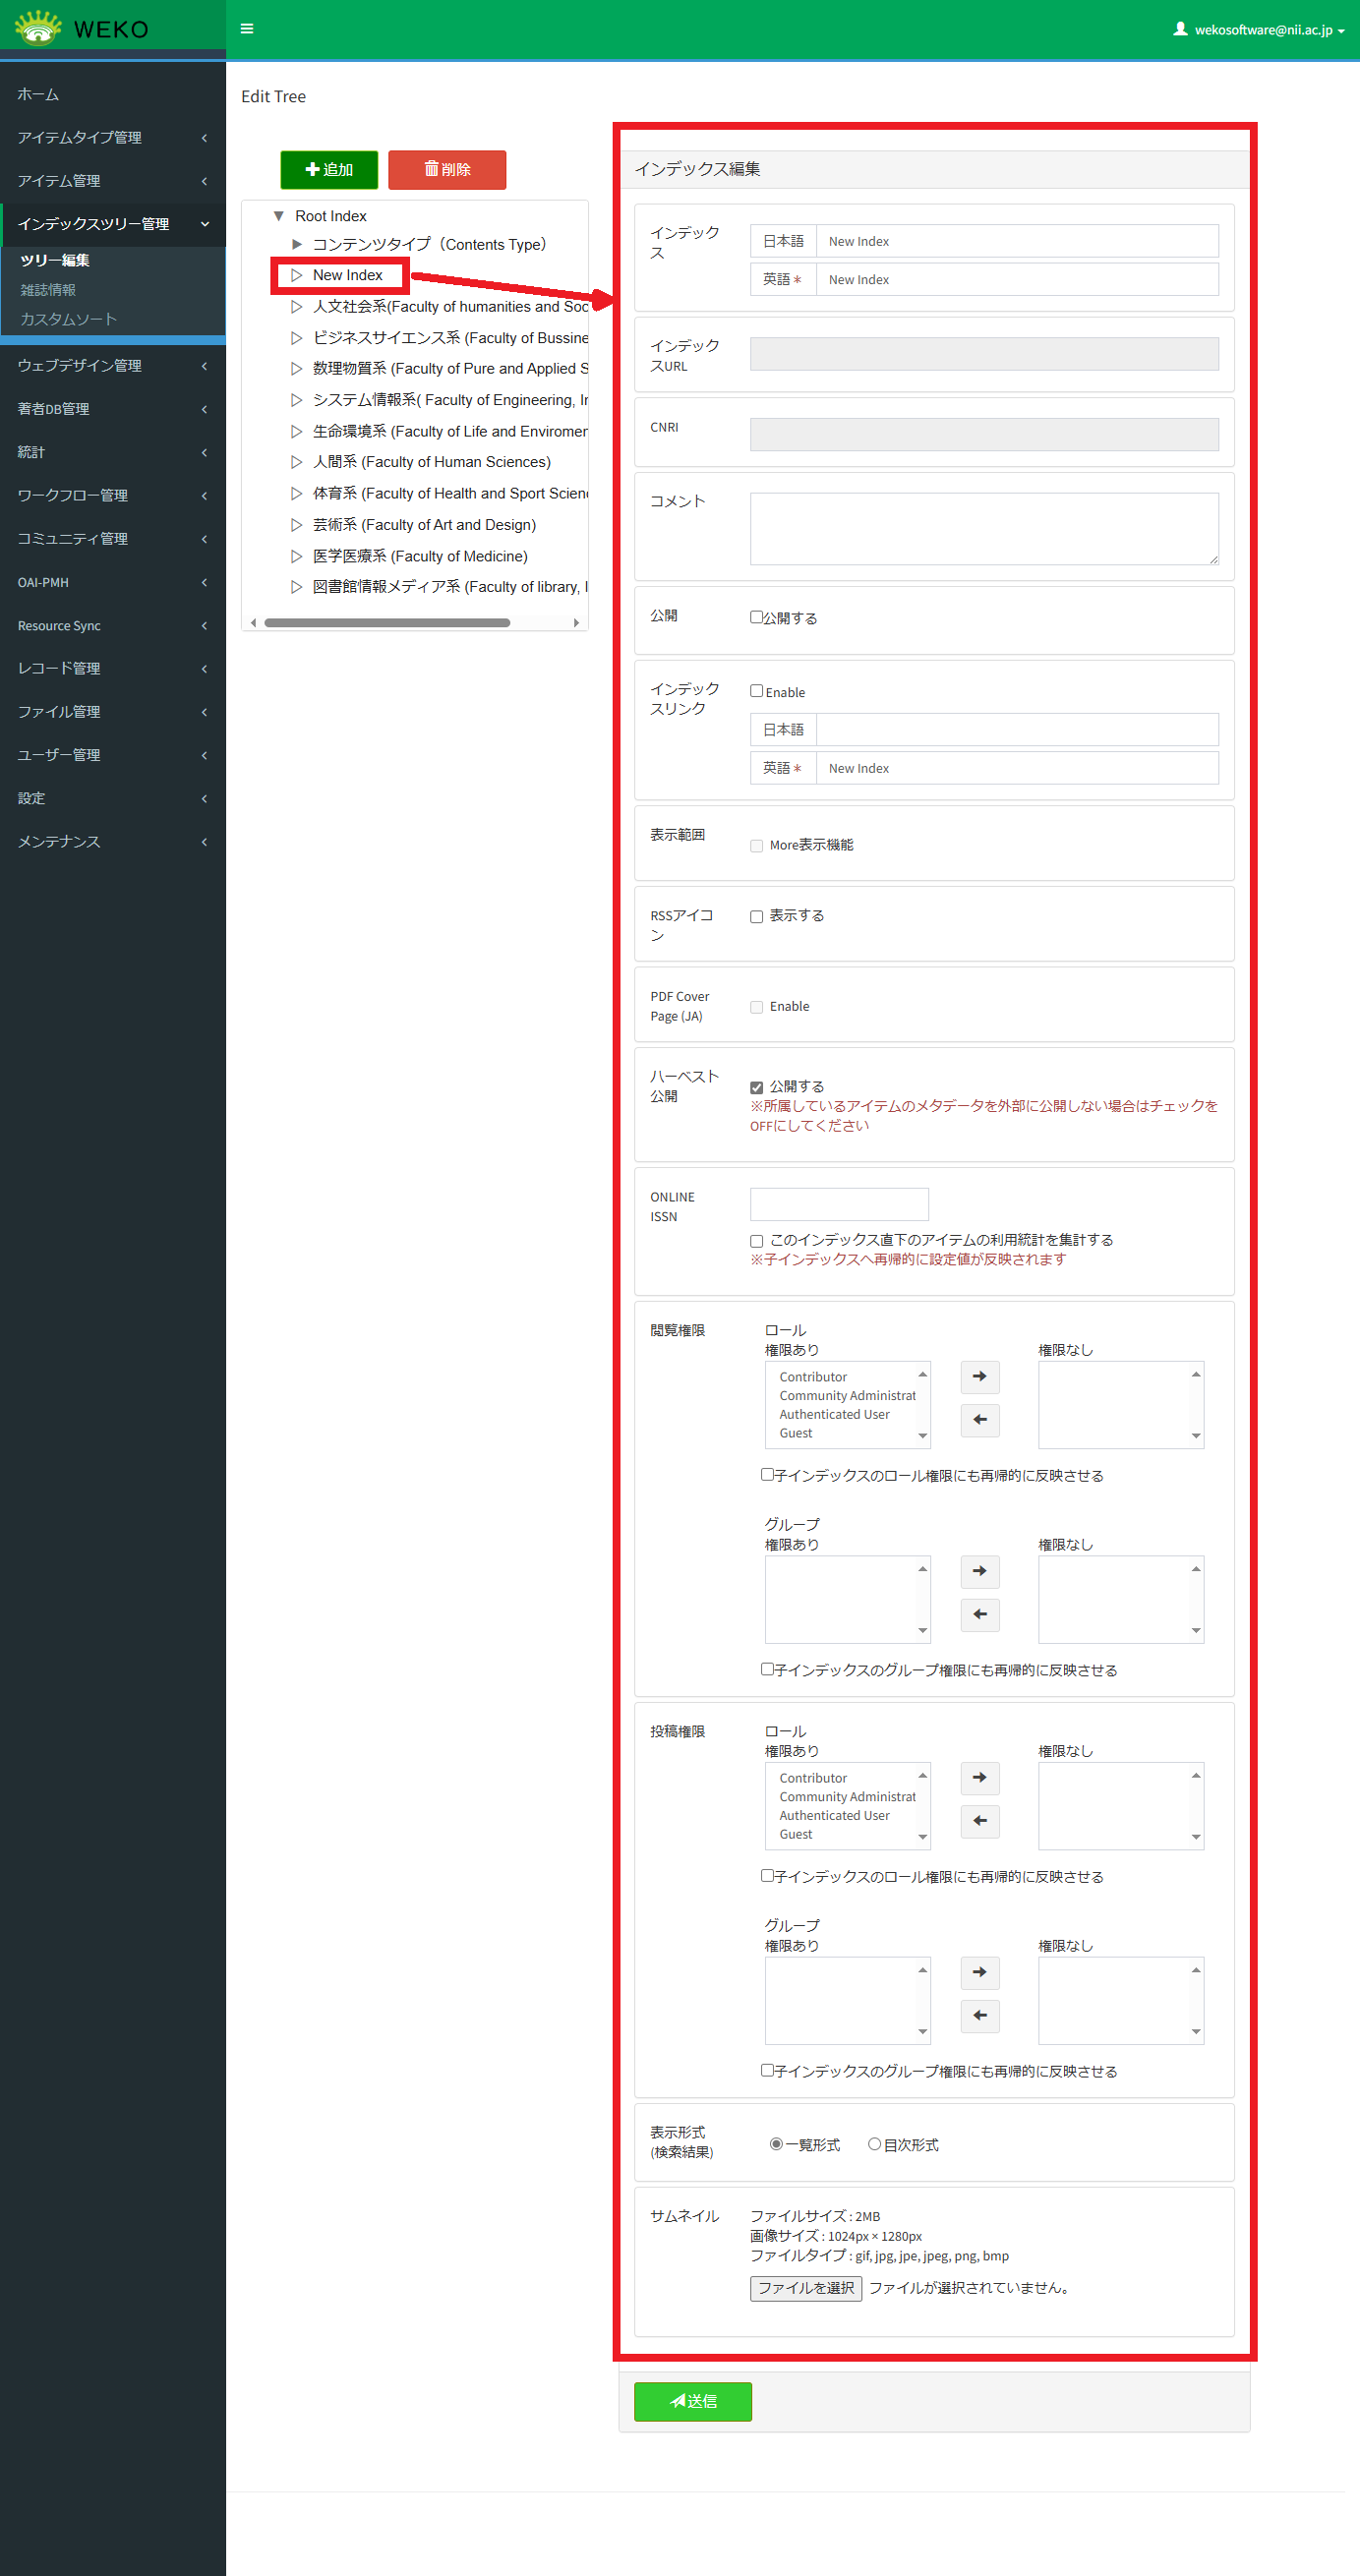 WEKO
wekosoftware@nii.ac.jp
ホーム
アイテムタイプ管理
アイテム管理
インデックスツリー管理
ツリー編集
雑誌情報
カスタムソート
ウェブデザイン管理
著者DB管理
統計
ワークフロー管理
コミュニティ管理
OAI-PMH
Resource Sync
レコード管理
ファイル管理
ユーザー管理
設定
メンテナンス
Edit Tree
追加
削除
Root Index
コンテンツタイプ（Contents Type）
New Index
人文社会系(Faculty of humanities and Soc
ビジネスサイエンス系 (Faculty of Bussine
数理物質系 (Faculty of Pure and Applied S
システム情報系( Faculty of Engineering, Ir
生命環境系 (Faculty of Life and Enviromer
人間系 (Faculty of Human Sciences)
体育系 (Faculty of Health and Sport Scien
芸術系 (Faculty of Art and Design)
医学医療系 (Faculty of Medicine)
図書館情報メディア系 (Faculty of library, I
インデックス編集
インデック
ス
日本語 New Index
英語＊ New Index
インデック
スURL
CNRI
コメント
公開
公開する
インデック
スリンク
Enable
日本語
英語＊ New Index
表示範囲
More表示機能
RSSアイコ
ン
表示する
PDF Cover
Page (JA)
Enable
ハーベスト
公開
公開する
※所属しているアイテムのメタデータを外部に公開しない場合はチェックを
OFFにしてください
ONLINE
ISSN
このインデックス直下のアイテムの利用統計を集計する
※子インデックスへ再帰的に設定値が反映されます
閲覧権限
ロール
権限あり 権限なし
Contributor
Community Administrat
Authenticated User
Guest
子インデックスのロール権限にも再帰的に反映させる
グループ
権限あり 権限なし
子インデックスのグループ権限にも再帰的に反映させる
投稿権限
ロール
権限あり 権限なし
Contributor
Community Administrat
Authenticated User
Guest
子インデックスのロール権限にも再帰的に反映させる
グループ
権限あり 権限なし
子インデックスのグループ権限にも再帰的に反映させる
表示形式
(検索結果)
一覧形式 目次形式
サムネイル
ファイルサイズ : 2MB
画像サイズ : 1024px × 1280px
ファイルタイプ : gif, jpg, jpe, jpeg, png, bmp
ファイルを選択 ファイルが選択されていません。
送信